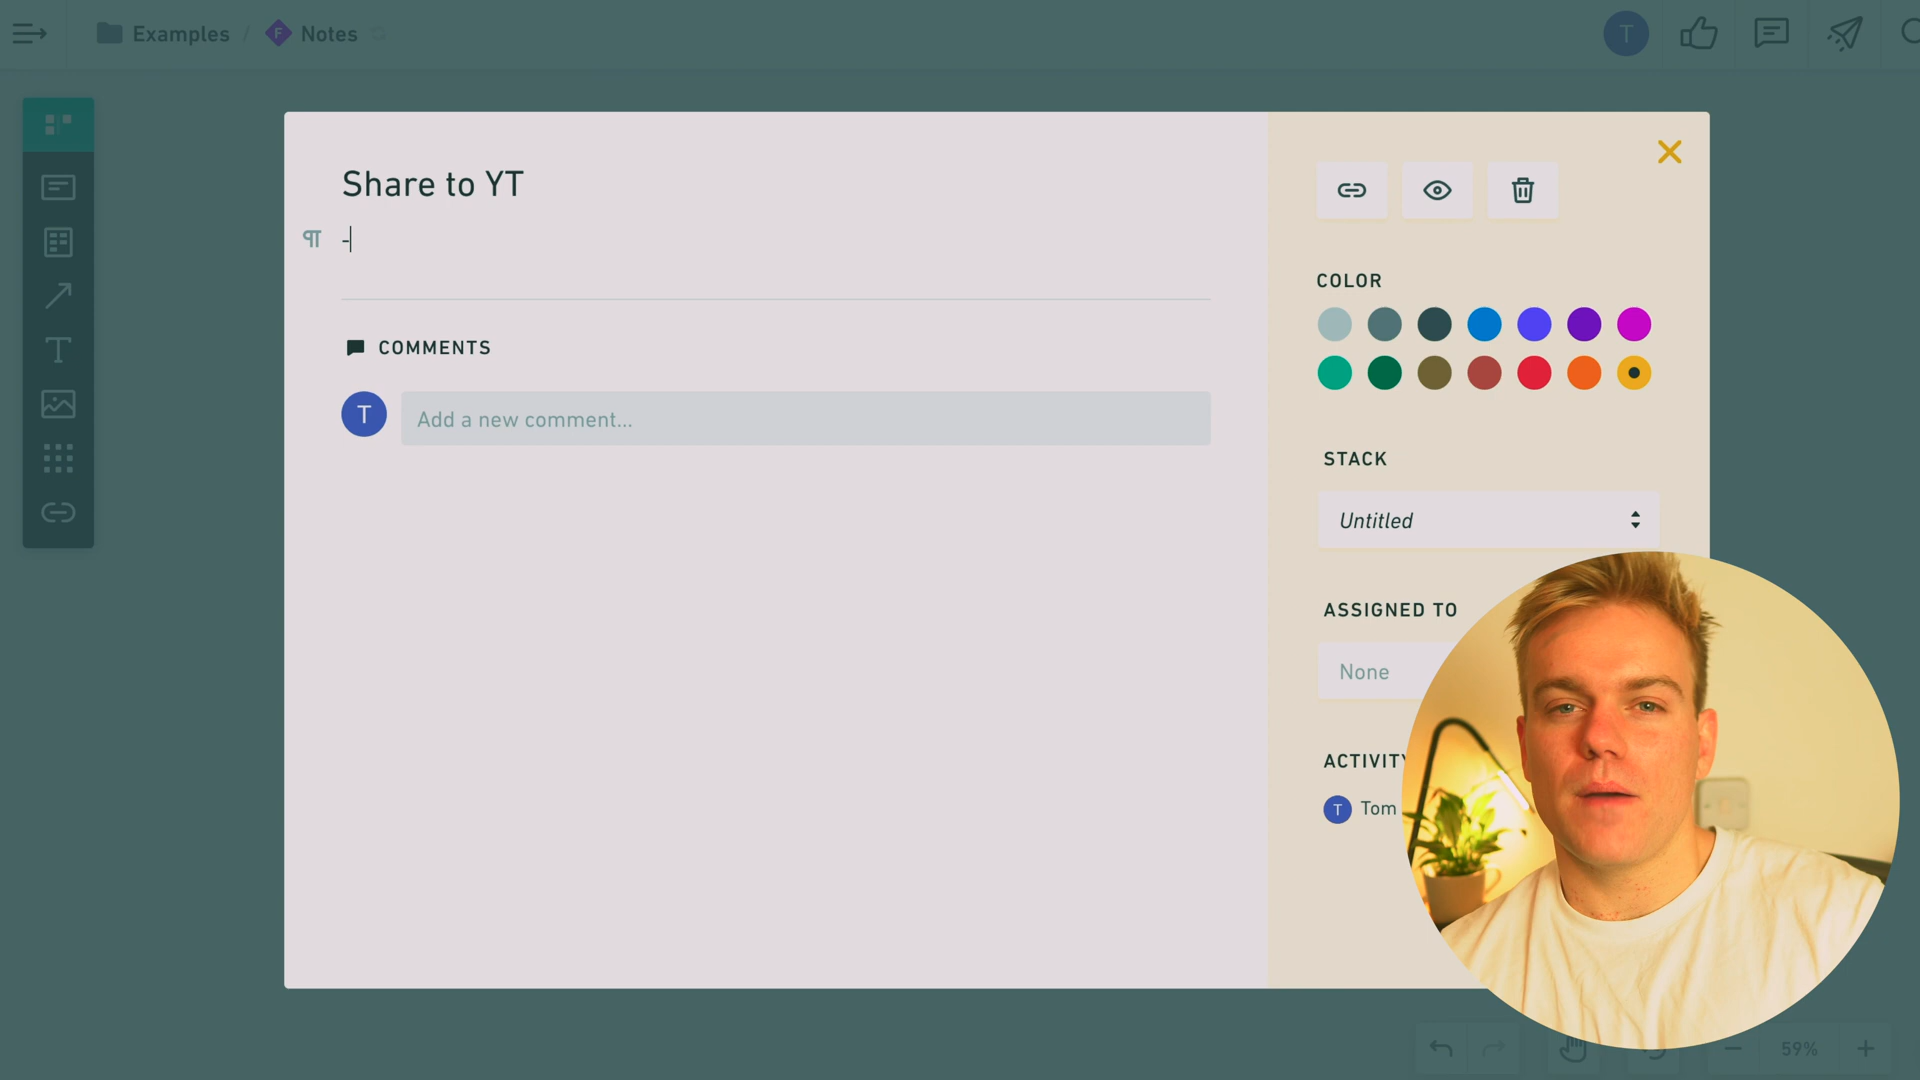 Examples / F Notes
T
Share to YT
-
COMMENTS
T
Add a new comment...
COLOR
STACK
Untitled
ASSIGNED TO
None
ACTIVITY
T Tom
59%